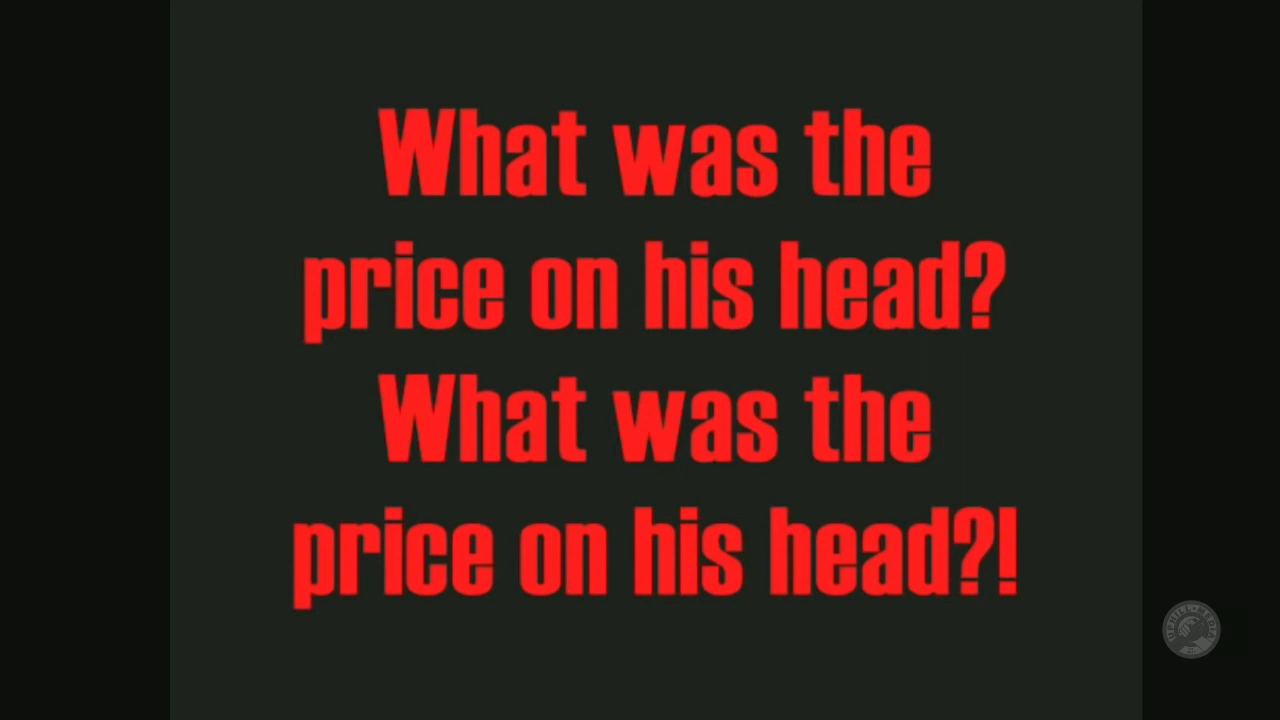 What was the
price on his head?
What was the
price on his head?!